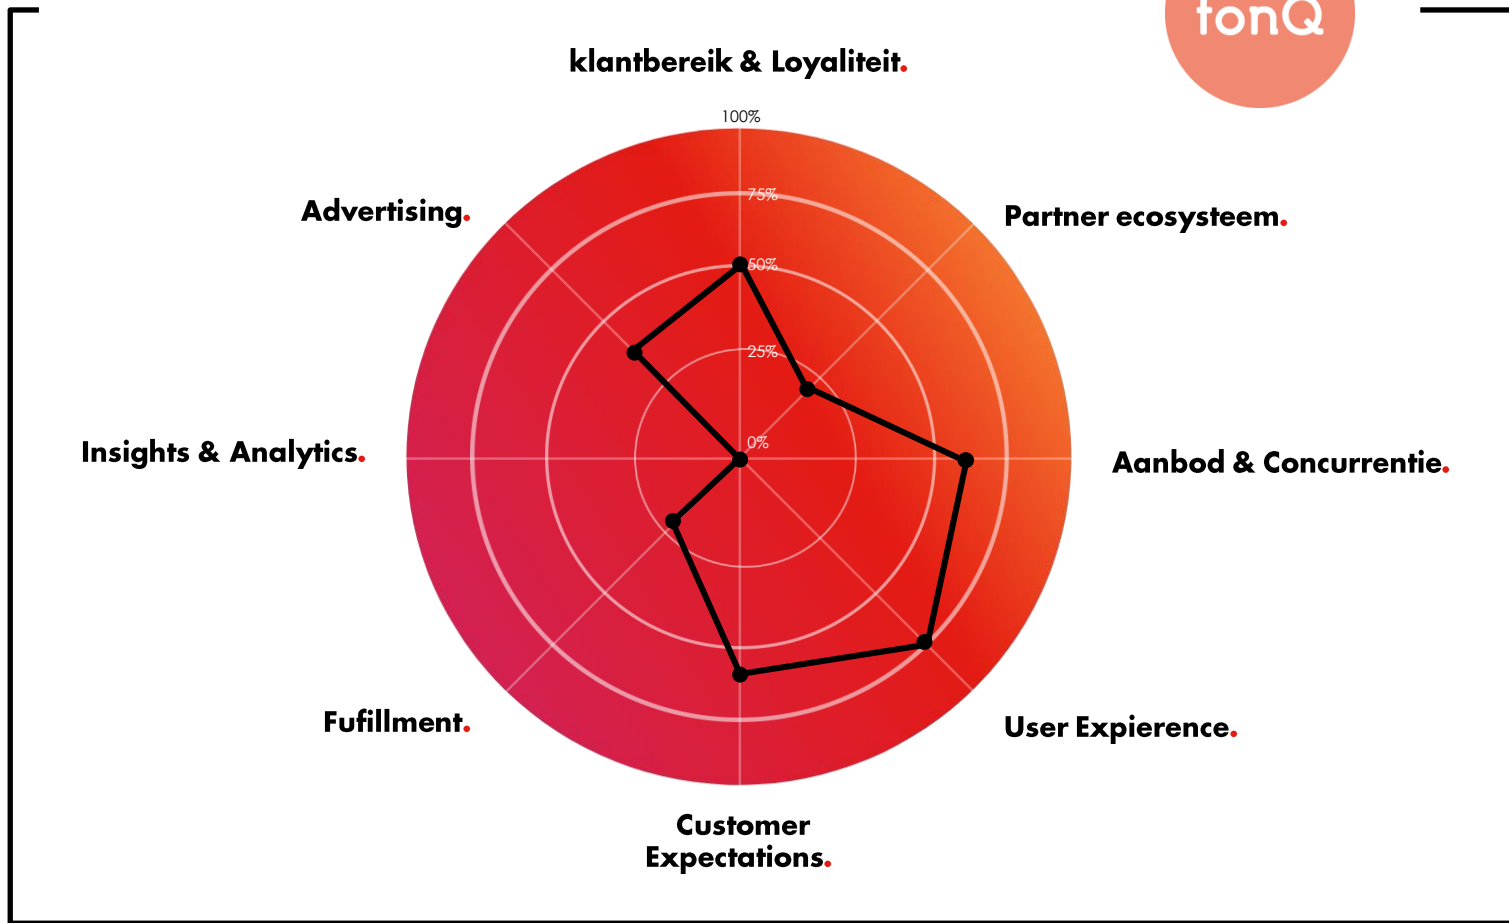 fonQ
klantbereik & Loyaliteit.
100%
75%
Advertising.
Partner ecosysteem.
50%
25%
0%
Insights & Analytics.
Aanbod & Concurrentie.
Fufillment.
User Expierence.
Customer
Expectations.